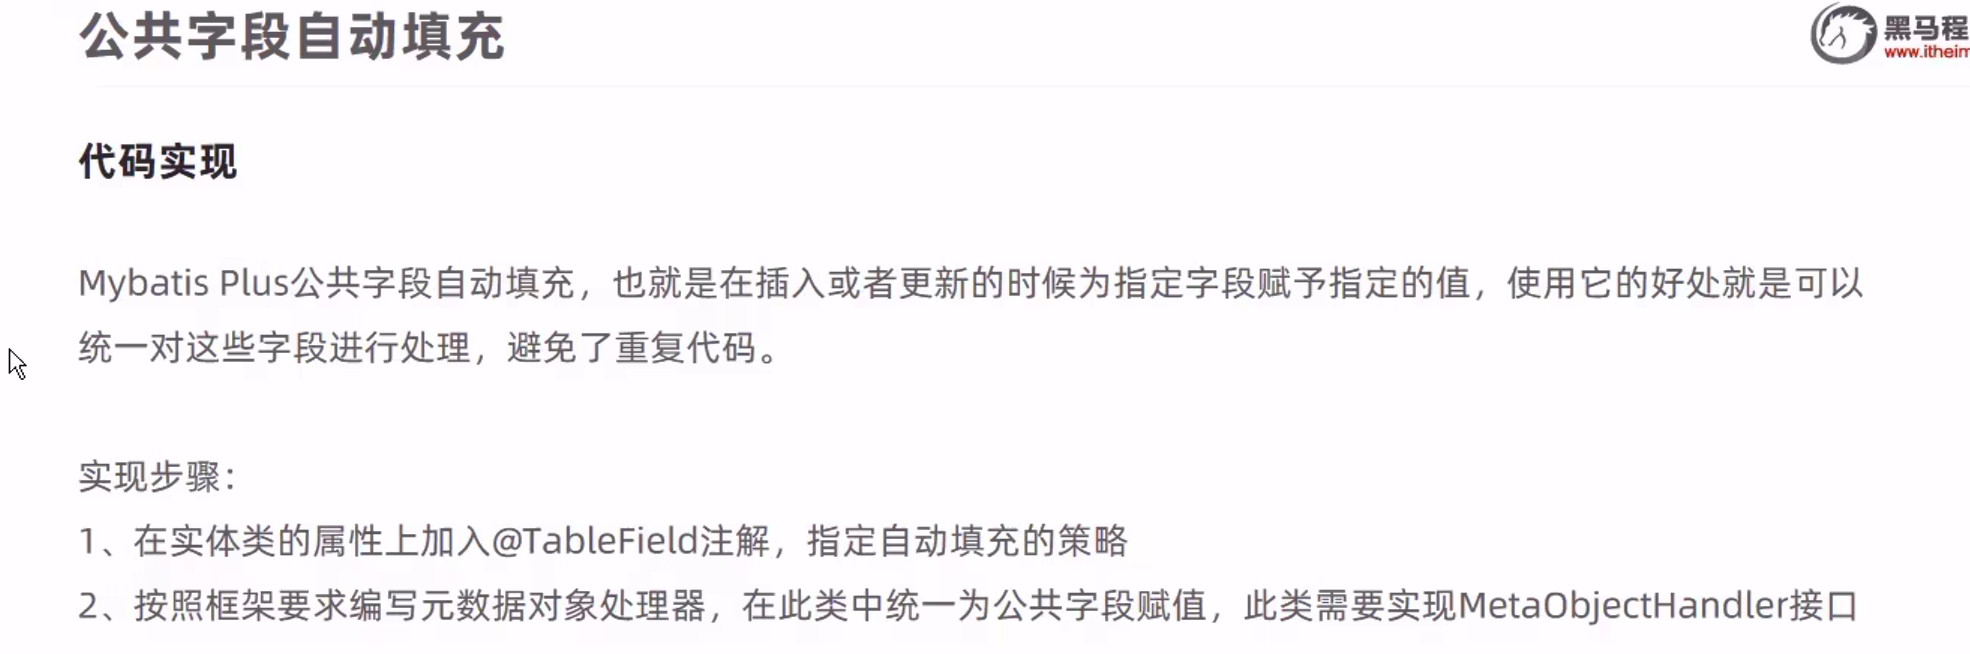 公共字段自动填充
黑马程
www.itheim
代码实现
Mybatis Plus公共字段自动填充，也就是在插入或者更新的时候为指定字段赋予指定的值，使用它的好处就是可以
统一对这些字段进行处理，避免了重复代码。
实现步骤：
1、在实体类的属性上加入@TableField注解，指定自动填充的策略
2、按照框架要求编写元数据对象处理器，在此类中统一为公共字段赋值，此类需要实现MetaObjectHandler接口